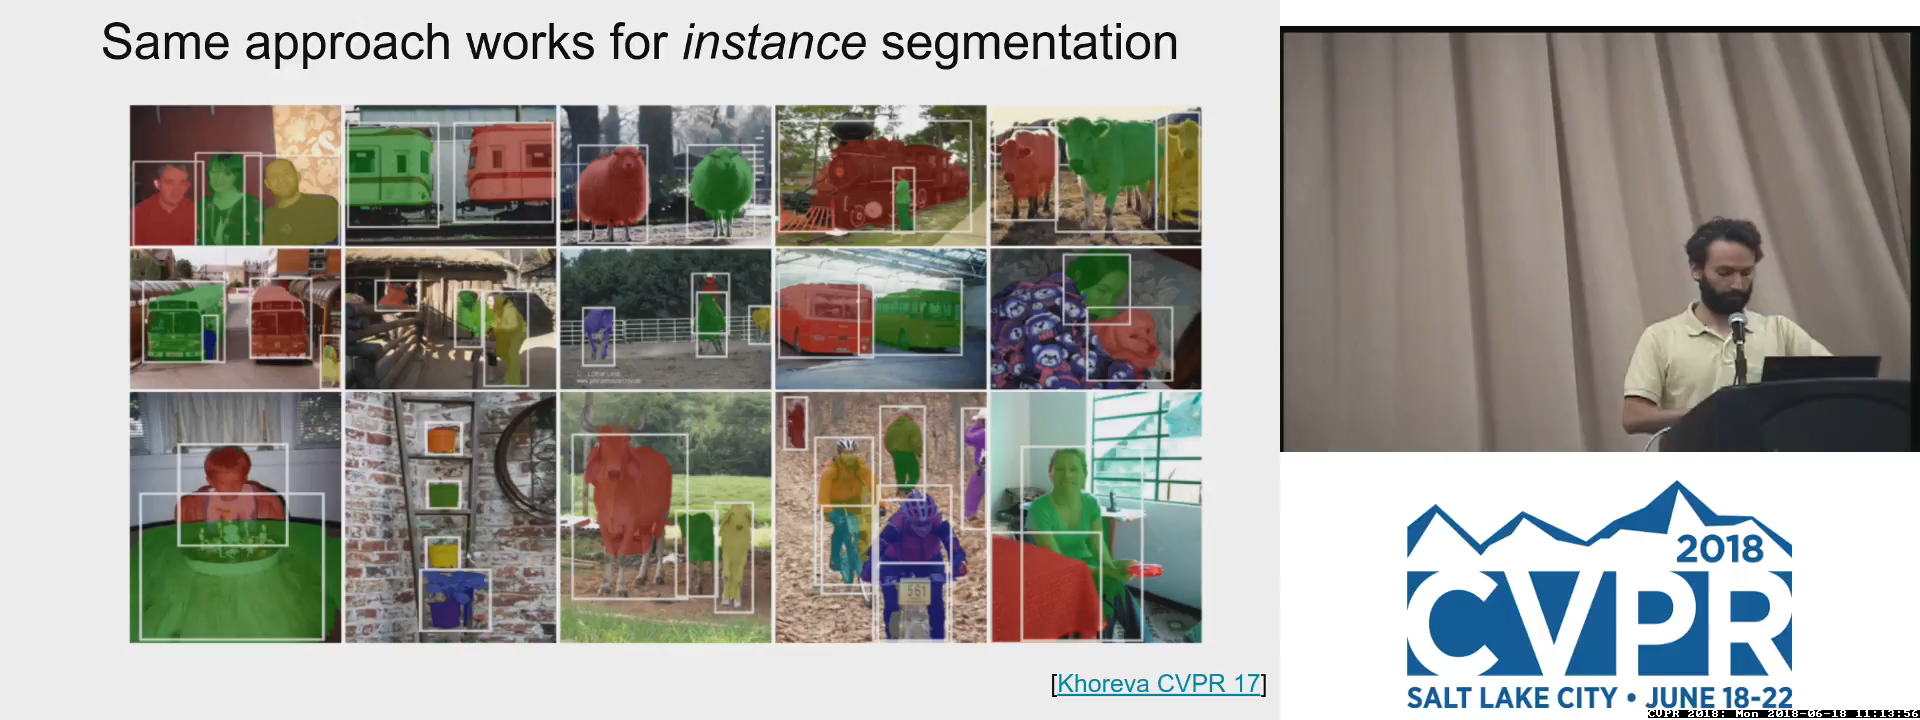 Same approach works for instance segmentation
561
[Khoreva CVPR 17]
2018
CVPR
SALT LAKE CITY • JUNE 18-22
CVPR 2018: Mon 2018-06-18 11:13:56